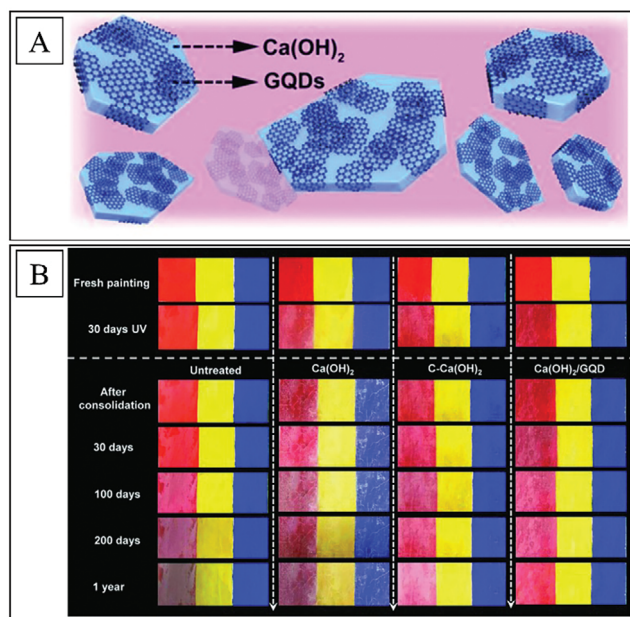 A
Ca(OH)2
GQDs
B
Fresh painting
30 days UV
Untreated Ca(OH)2 C-Ca(OH)2 Ca(OH)2/GQD
After
consolidation
30 days
100 days
200 days
1 year